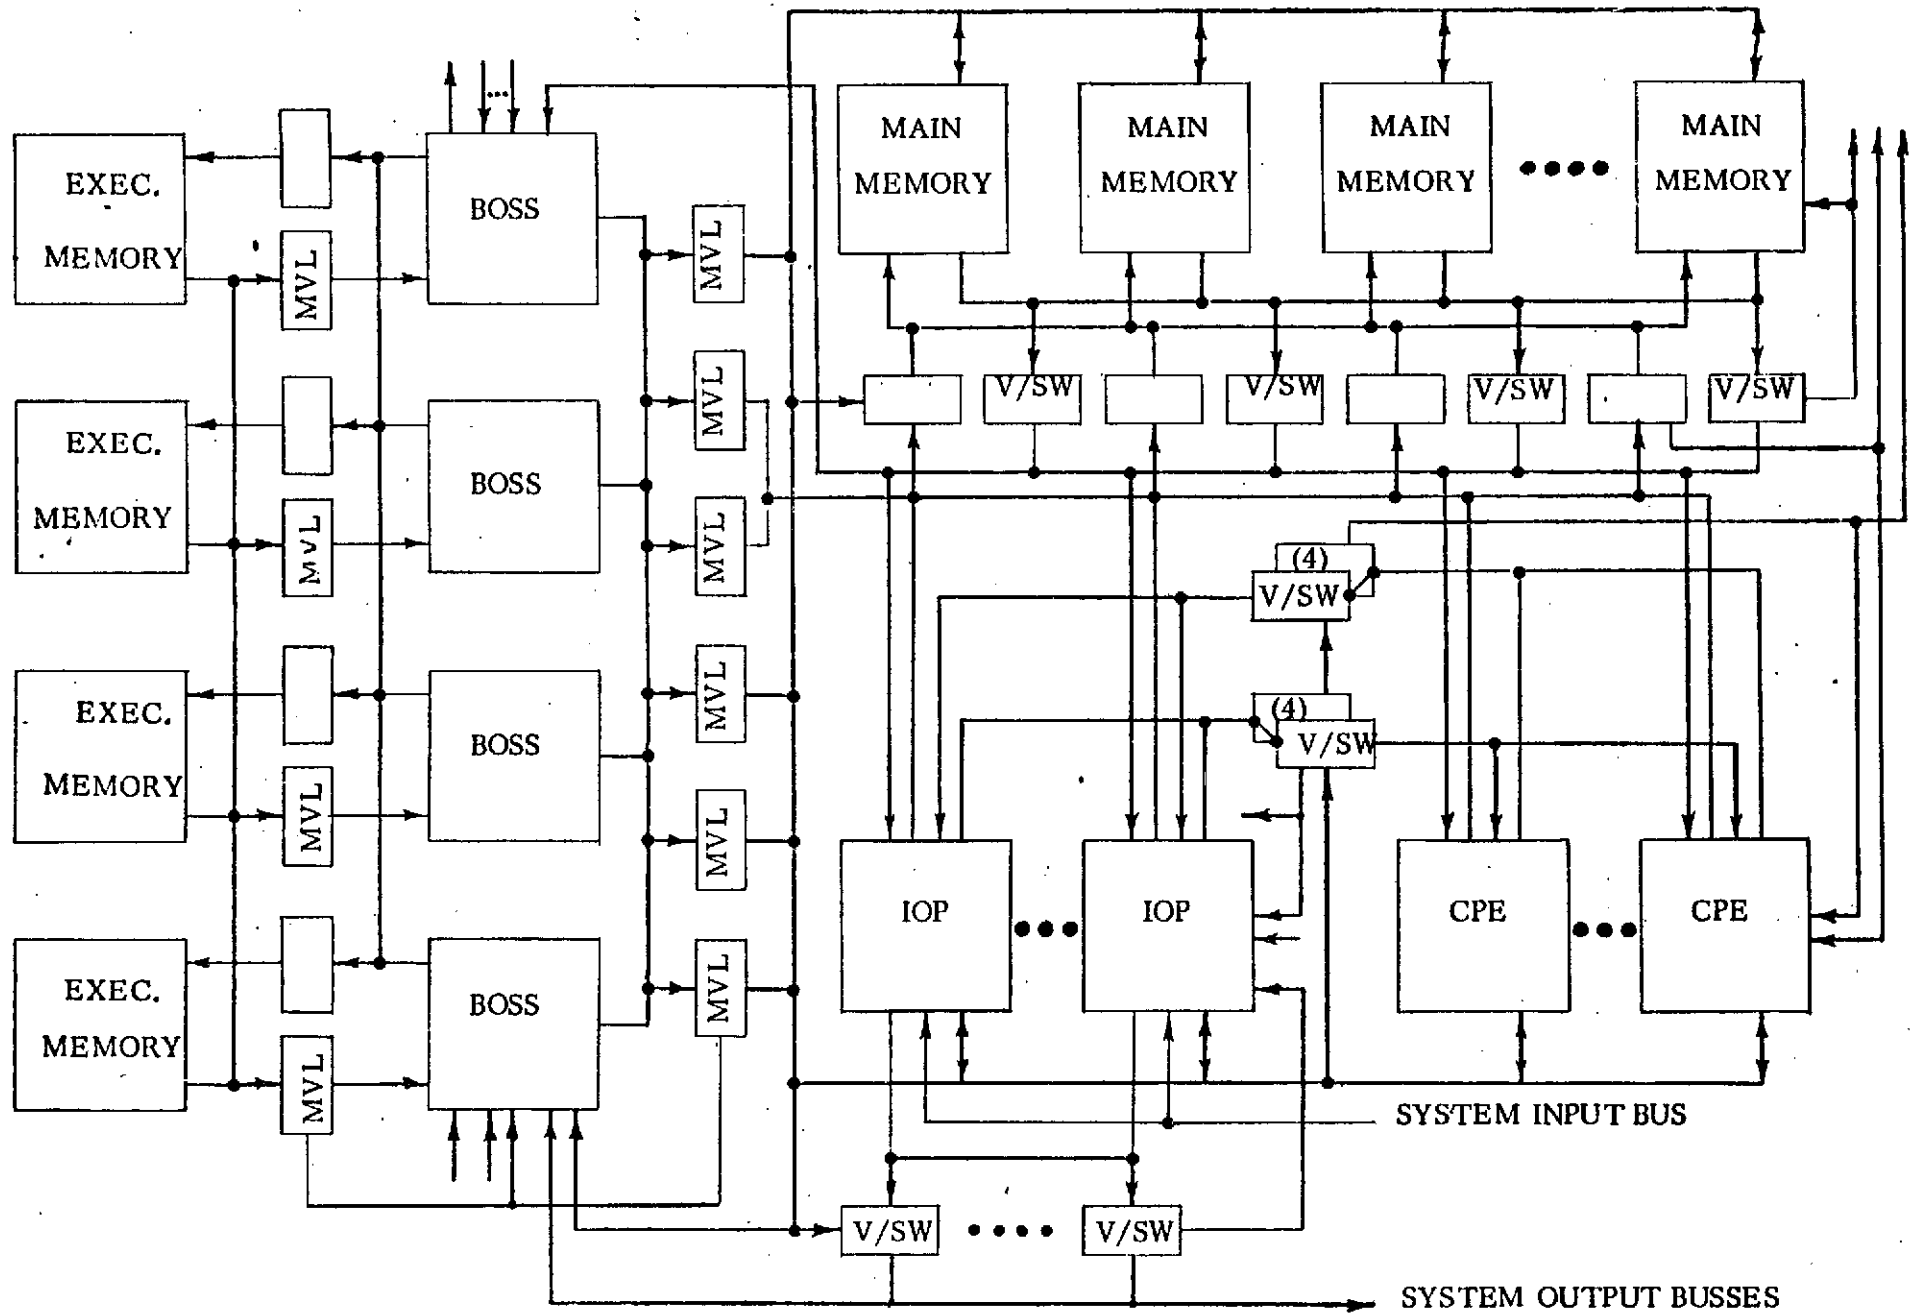 EXEC.
MEMORY
MVL
BOSS
MVL
MAIN
MEMORY
MAIN
MEMORY
MAIN
MEMORY
MAIN
MEMORY
V/SW
V/SW
V/SW
V/SW
EXEC.
MEMORY
MVL
BOSS
MVL
MVL
(4)
V/SW
EXEC.
MEMORY
MVL
BOSS
MVL
MVL
(4)
V/SW
IOP
IOP
CPE
CPE
EXEC.
MEMORY
MVL
BOSS
MVL
SYSTEM INPUT BUS
V/SW
V/SW
SYSTEM OUTPUT BUSSES